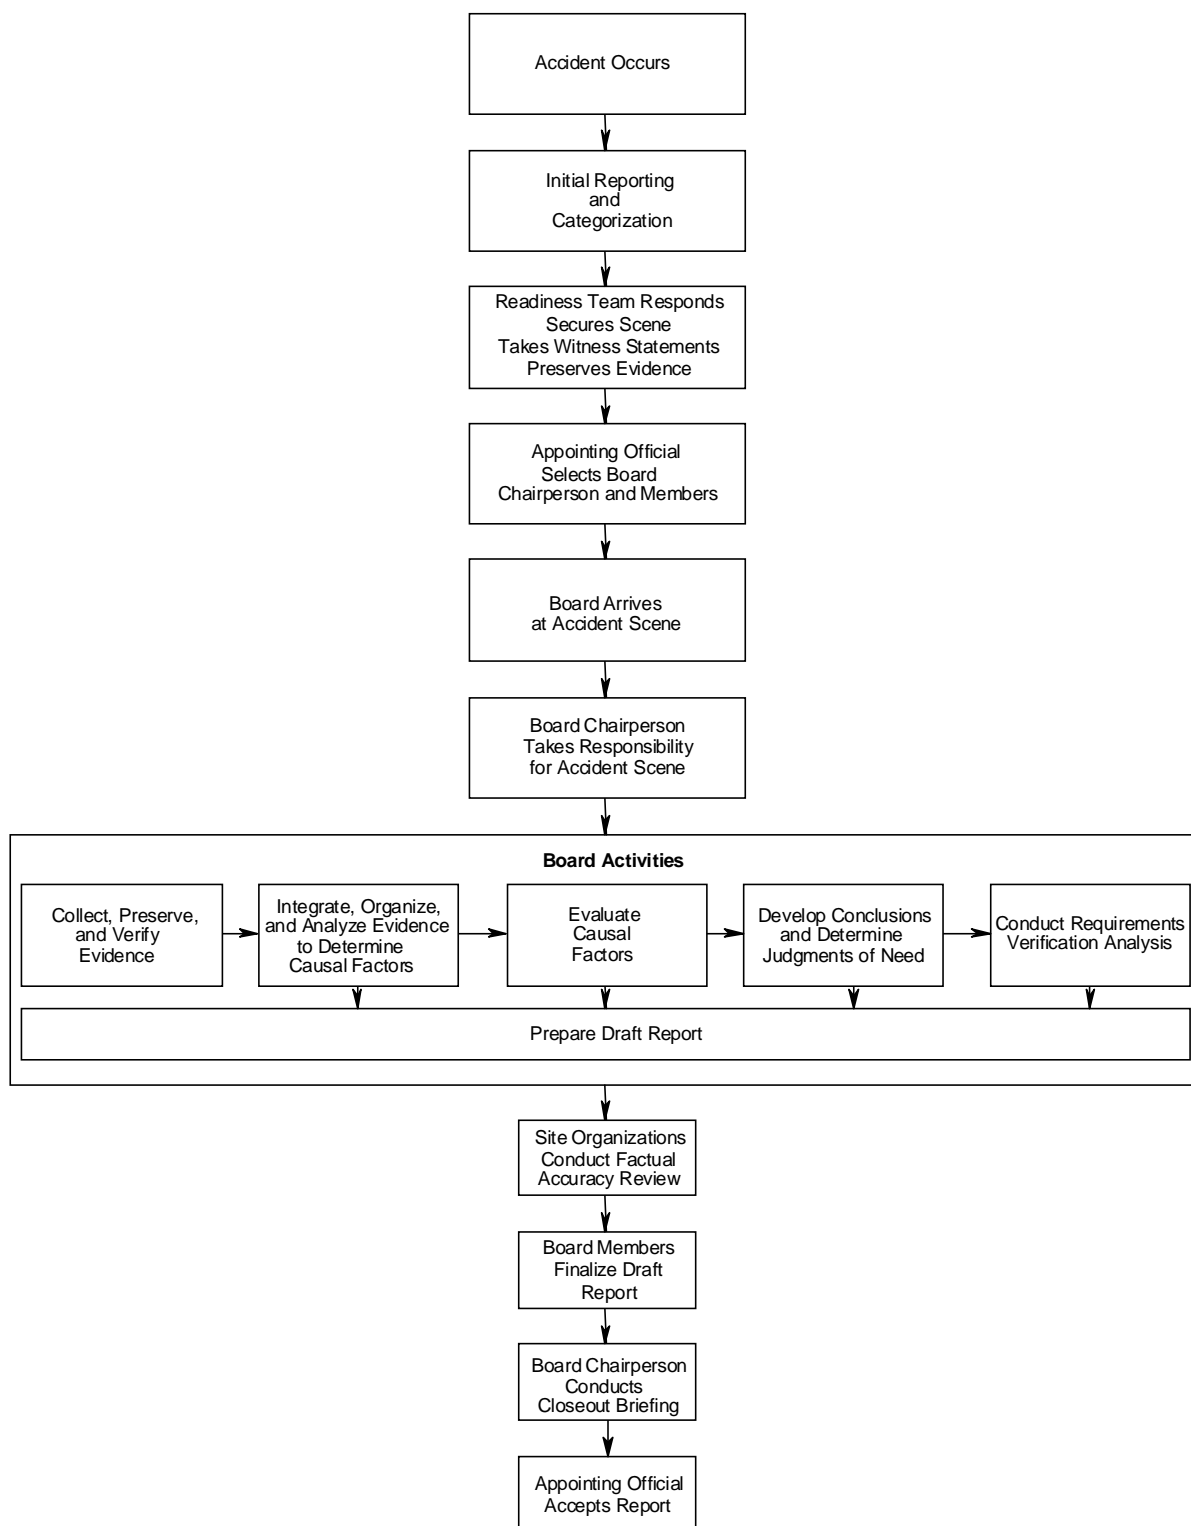 Accident Occurs
Initial Reporting
and
Categorization
Readiness Team Responds
Secures Scene
Takes Witness Statements
Preserves Evidence
Appointing Official
Selects Board
Chairperson and Members
Board Arrives
at Accident Scene
Board Chairperson
Takes Responsibility
for Accident Scene
Board Activities
Collect, Preserve,
and Verify
Evidence
Integrate, Organize,
and Analyze Evidence
to Determine
Causal Factors
Evaluate
Causal
Factors
Develop Conclusions
and Determine
Judgments of Need
Conduct Requirements
Verification Analysis
Prepare Draft Report
Site Organizations
Conduct Factual
Accuracy Review
Board Members
Finalize Draft
Report
Board Chairperson
Conducts
Closeout Briefing
Appointing Official
Accepts Report